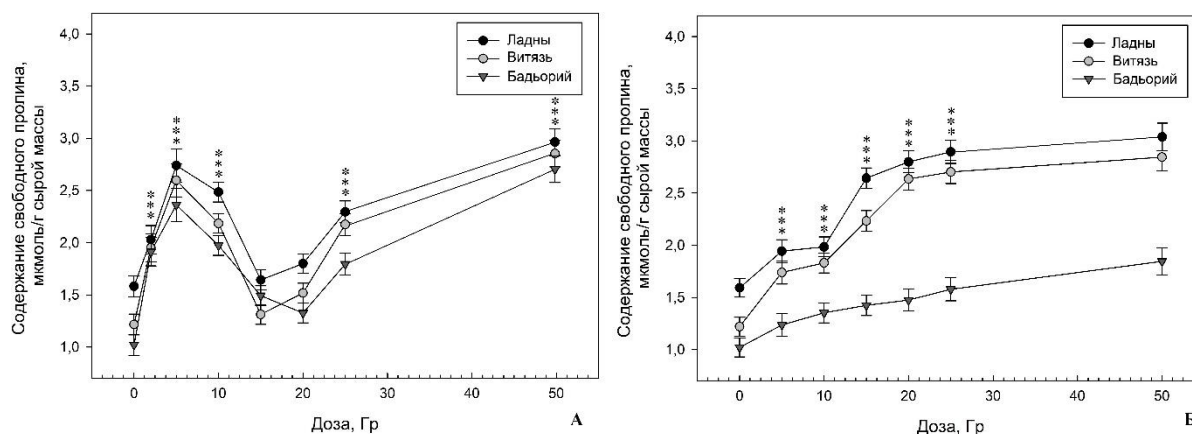 Содержание свободного пролина,
мкмоль/г сырой массы
4,0
3,5
3,0
2,5
2,0
1,5
1,0
Ладны
Витязь
Бадьорий
***
***
***
***
***
0
10
20
30
40
50
Доза, Гр
А
Содержание свободного пролина,
мкмоль/г сырой массы
4,0
3,5
3,0
2,5
2,0
1,5
1,0
Ладны
Витязь
Бадьорий
***
***
***
***
***
0
10
20
30
40
50
Доза, Гр
Б